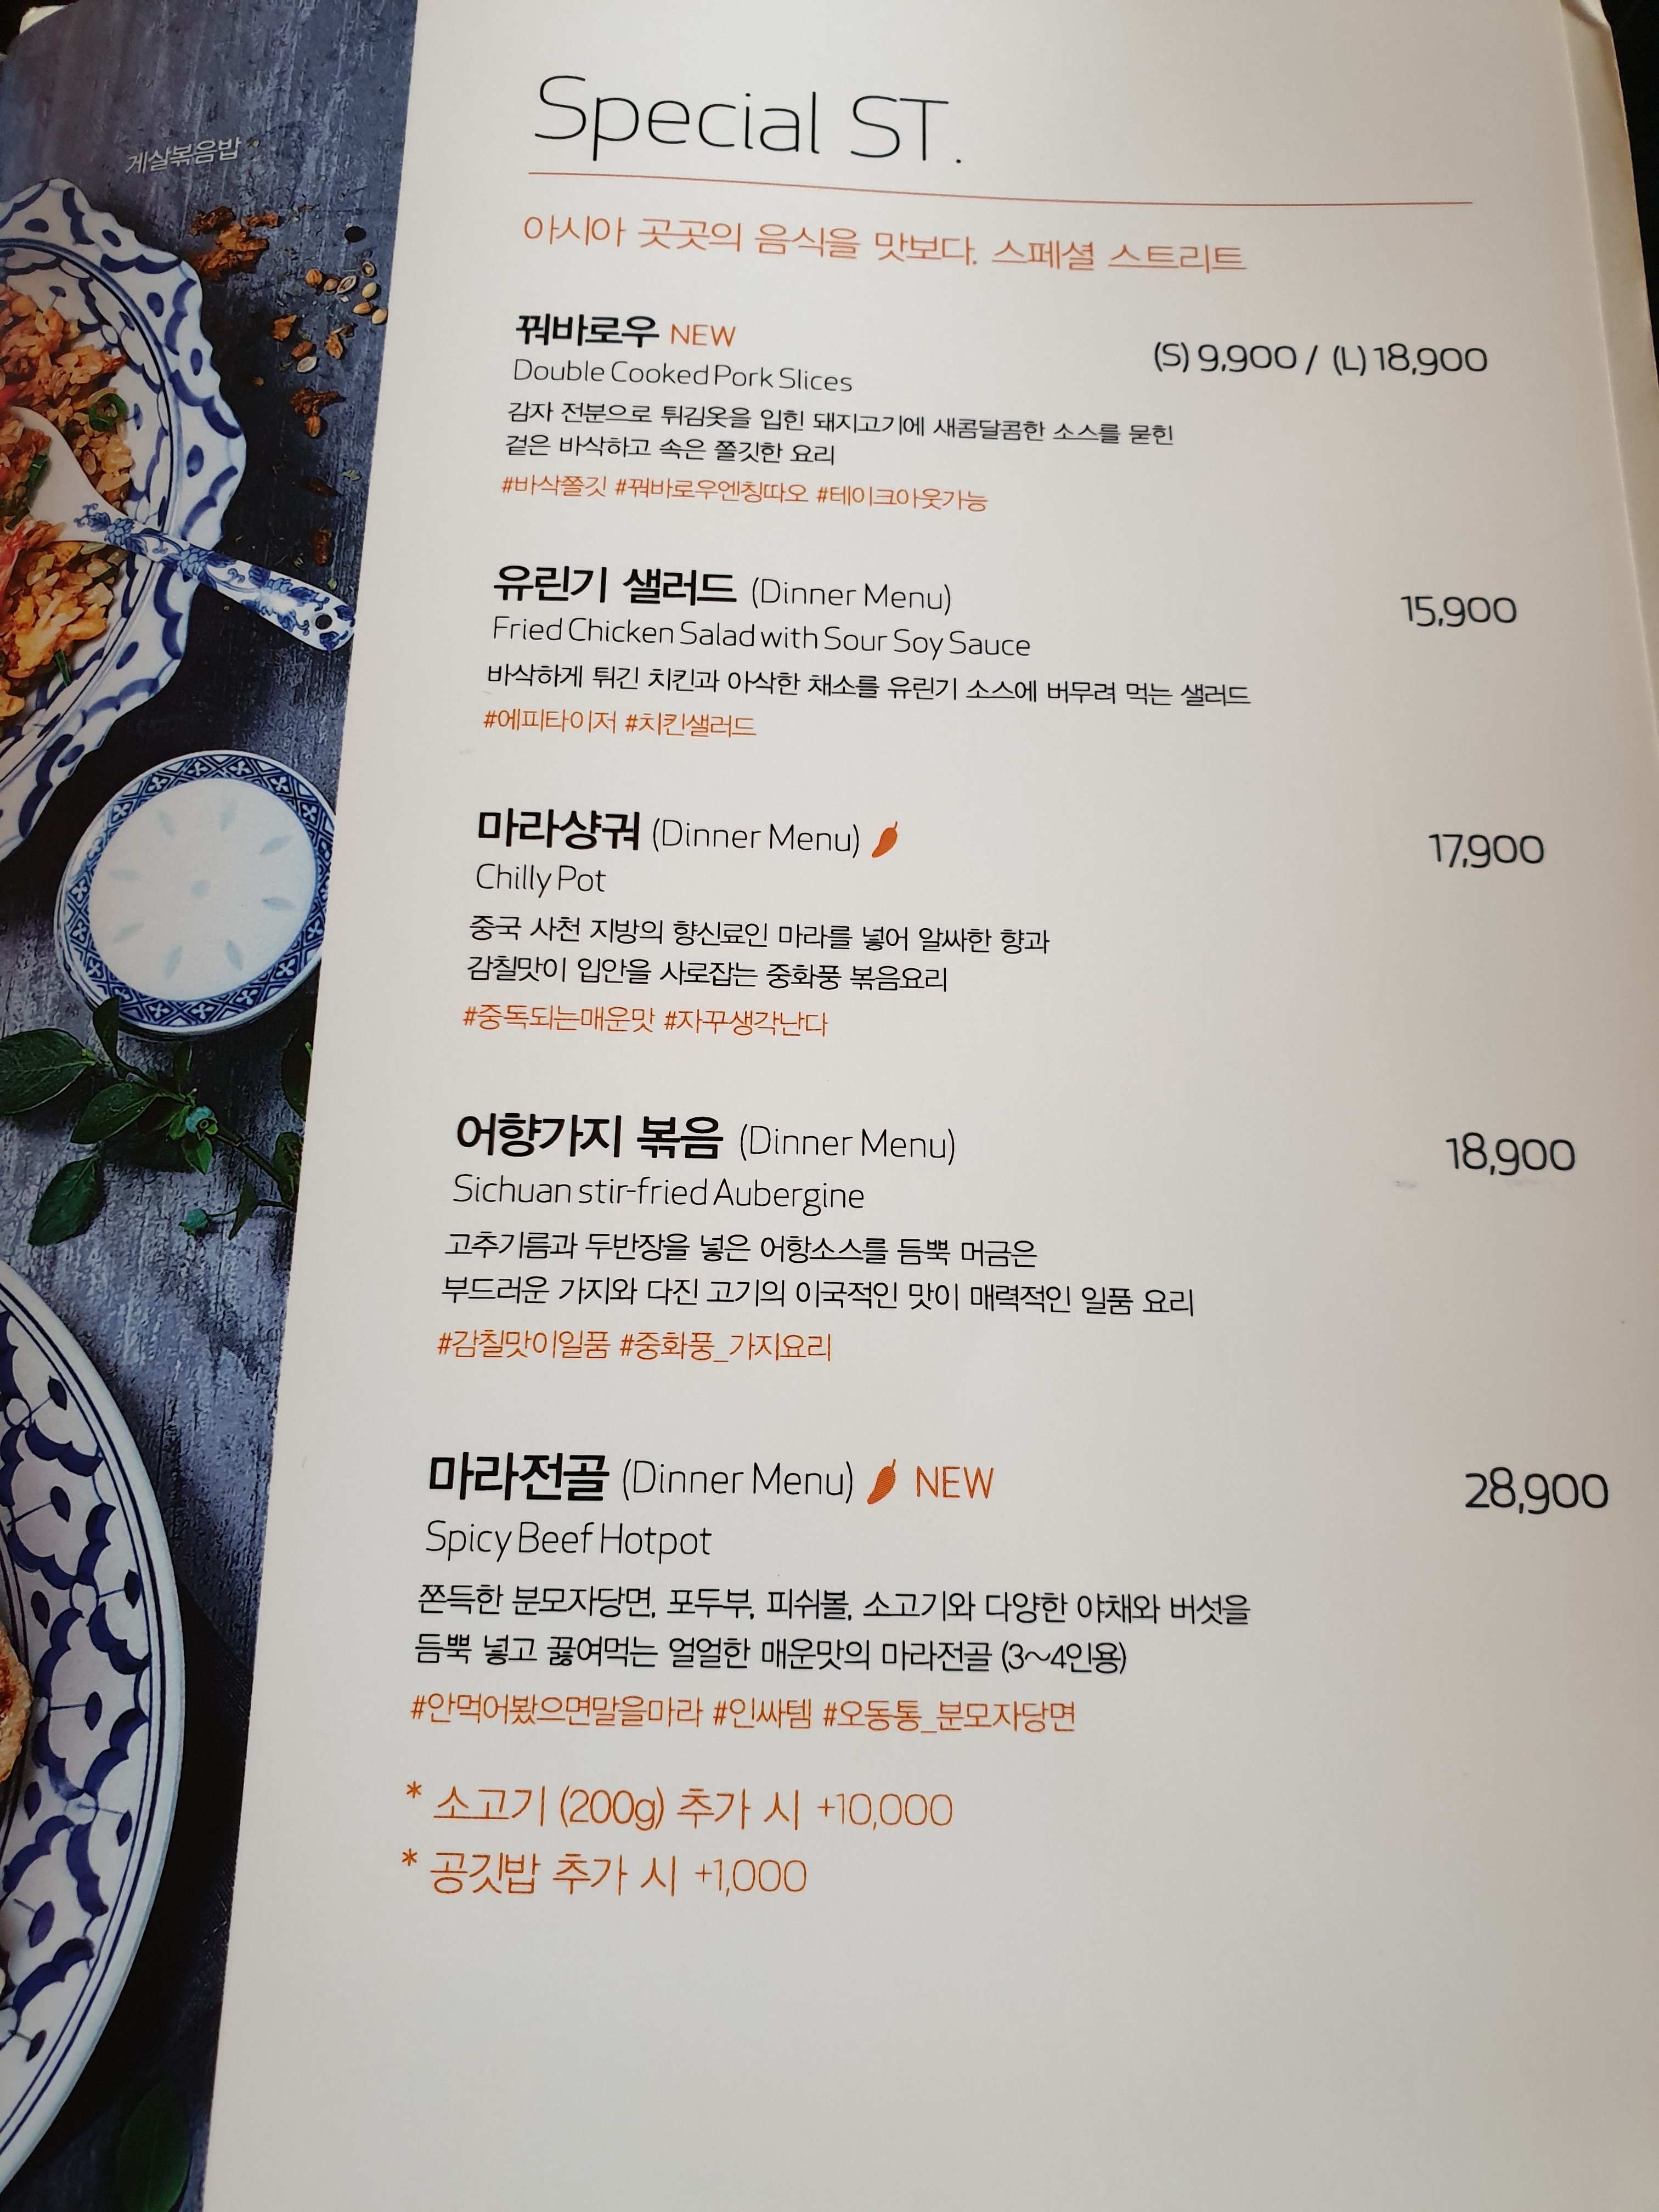 게살볶음밥
Special ST.
아시아 곳곳의 음식을 맛보다. 스페셜 스트리트
꿔바로우 NEW
(S) 9,900 / (L) 18,900
Double Cooked Pork Slices
감자 전분으로 튀김옷을 입힌 돼지고기에 새콤달콤한 소스를 묻힌
겉은 바삭하고 속은 쫄깃한 요리
#바삭쫄깃 #꿔바로우엔칭따오 #테이크아웃가능
유린기 샐러드 (Dinner Menu)
15,900
Fried Chicken Salad with Sour Soy Sauce
바삭하게 튀긴 치킨과 아삭한 채소를 유린기 소스에 버무려 먹는 샐러드
#에피타이저 #치킨샐러드
마라샹궈 (Dinner Menu)
17,900
Chilly Pot
중국 사천 지방의 향신료인 마라를 넣어 알싸한 향과
감칠맛이 입안을 사로잡는 중화풍 볶음요리
#중독되는매운맛 #자꾸생각난다
어향가지 볶음 (Dinner Menu)
18,900
Sichuan stir-fried Aubergine
고추기름과 두반장을 넣은 어항소스를 듬뿍 머금은
부드러운 가지와 다진 고기의 이국적인 맛이 매력적인 일품 요리
#감칠맛이일품 #중화풍_가지요리
마라전골 (Dinner Menu) NEW
28,900
Spicy Beef Hotpot
쫀득한 분모자당면, 포두부, 피쉬볼, 소고기와 다양한 야채와 버섯을
듬뿍 넣고 끓여먹는 얼얼한 매운맛의 마라전골 (3~4인용)
#안먹어봤으면말을마라 #인싸템 #오동통_분모자당면
* 소고기 (200g) 추가 시 +10,000
* 공깃밥 추가 시 +1,000